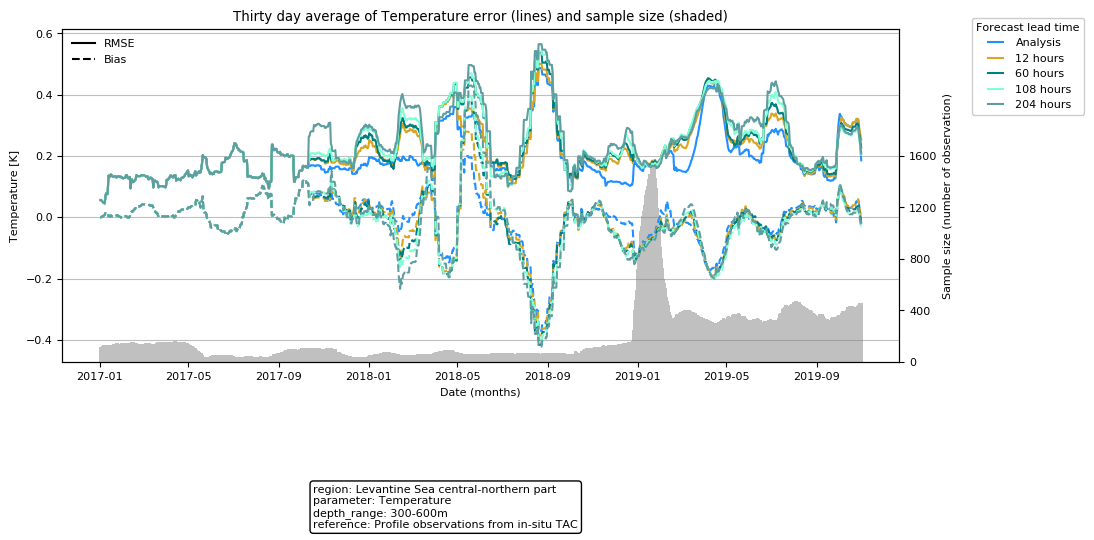 Thirty day average of Temperature error (lines) and sample size (shaded)
Forecast lead time
Analysis
12 hours
60 hours
108 hours
204 hours
RMSE
Bias
Temperature [K]
0.6
0.4
0.2
0.0
−0.2
−0.4
Sample size (number of observation)
1600
1200
800
400
0
2017-01 2017-05 2017-09 2018-01 2018-05 2018-09 2019-01 2019-05 2019-09
Date (months)
region: Levantine Sea central-northern part
parameter: Temperature
depth_range: 300-600m
reference: Profile observations from in-situ TAC